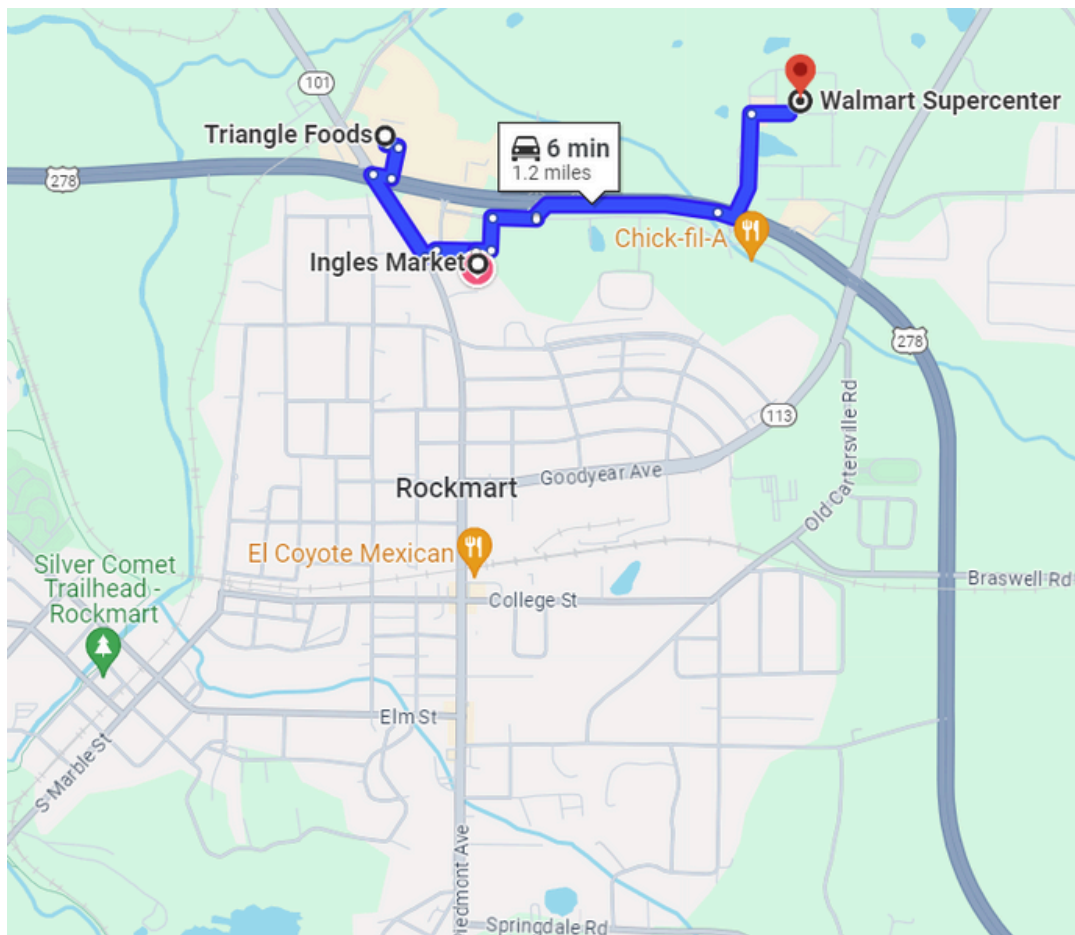 101
Triangle Foods
Walmart Supercenter
6 min
1.2 miles
278
Chick-fil-A
Ingles Market
278
113
Goodyear Ave
Rockmart
Old Cartersville Rd
El Coyote Mexican
Silver Comet
Trailhead -
Rockmart
Braswell Rd
College St
Elm St
S Marble St
Piedmont Ave
Springdale Rd